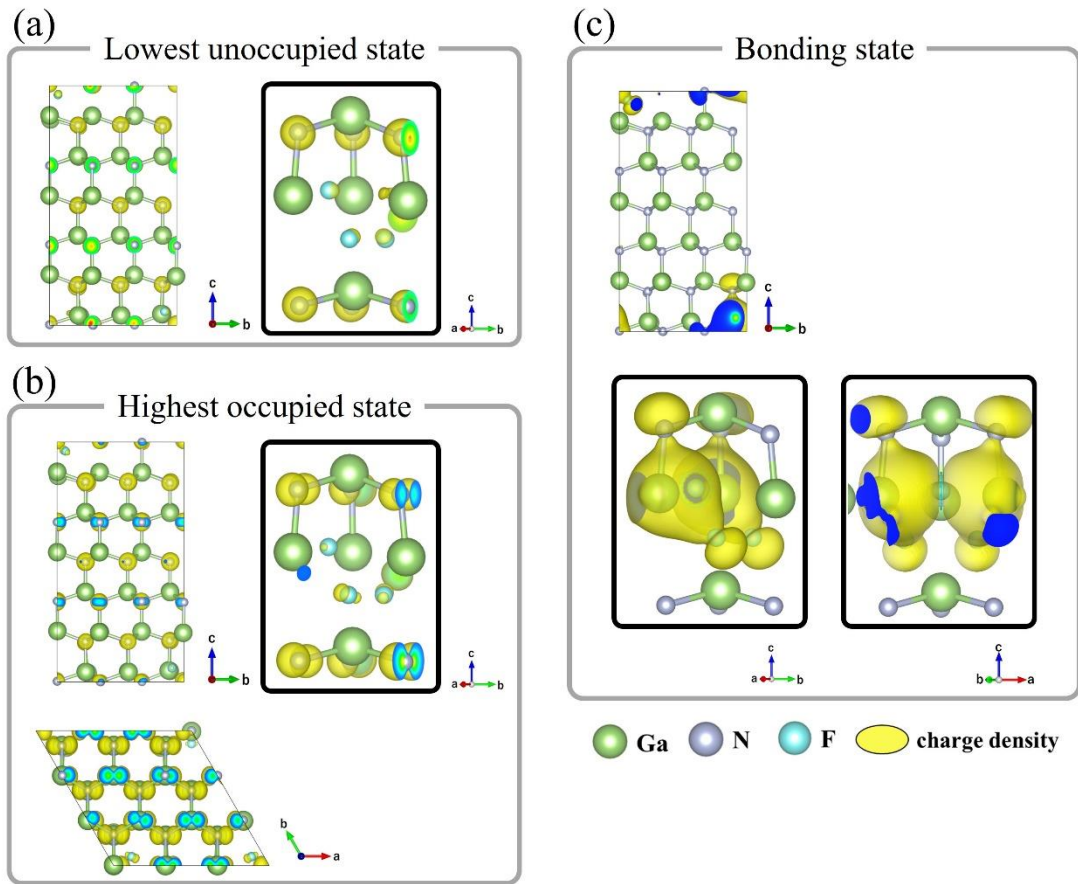 (a)
Lowest unoccupied state
c
b
c
a
b
(b)
Highest occupied state
c
b
c
a
b
b
a
(c)
Bonding state
c
b
c
a
b
c
b
a
Ga N F charge density